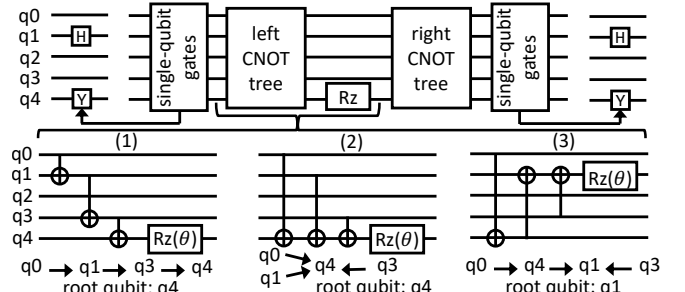 q0
q1 H H
q2
q3
q4 Y Rz Y
single-qubit gates
left CNOT tree
right CNOT tree
single-qubit gates
(1) (2) (3)
q0
q1 Rz(θ)
q2
q3
q4 Rz(θ) Rz(θ)
q0 → q1 → q3 → q4
root qubit: q4
q0
q1 → q4 ← q3
root qubit: q4
q0 → q4 → q1 ← q3
root qubit: q1